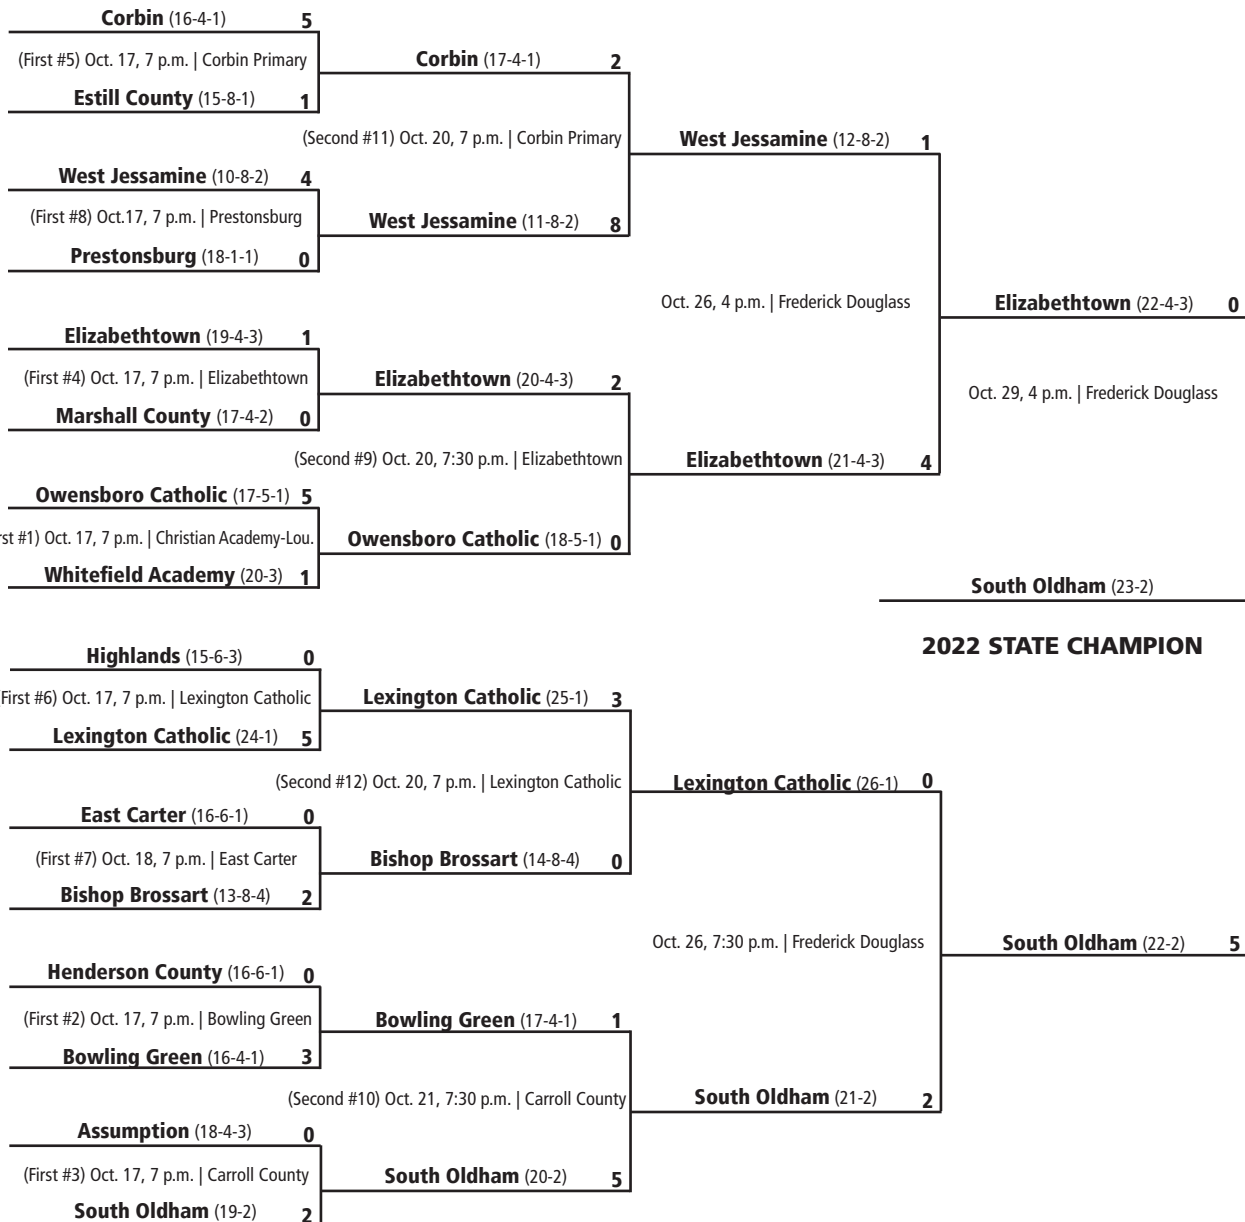 Corbin (16-4-1) 5
(First #5) Oct. 17, 7 p.m. | Corbin Primary
Estill County (15-8-1) 1
Corbin (17-4-1) 2
(Second #11) Oct. 20, 7 p.m. | Corbin Primary
West Jessamine (10-8-2) 4
(First #8) Oct.17, 7 p.m. | Prestonsburg
Prestonsburg (18-1-1) 0
West Jessamine (11-8-2) 8
West Jessamine (12-8-2) 1
Oct. 26, 4 p.m. | Frederick Douglass
Elizabethtown (19-4-3) 1
(First #4) Oct. 17, 7 p.m. | Elizabethtown
Marshall County (17-4-2) 0
Elizabethtown (20-4-3) 2
(Second #9) Oct. 20, 7:30 p.m. | Elizabethtown
Owensboro Catholic (17-5-1) 5
rst #1) Oct. 17, 7 p.m. | Christian Academy-Lou.
Whitefield Academy (20-3) 1
Owensboro Catholic (18-5-1) 0
Elizabethtown (21-4-3) 4
Elizabethtown (22-4-3) 0
Oct. 29, 4 p.m. | Frederick Douglass
South Oldham (23-2)
2022 STATE CHAMPION
Highlands (15-6-3) 0
First #6) Oct. 17, 7 p.m. | Lexington Catholic
Lexington Catholic (24-1) 5
Lexington Catholic (25-1) 3
(Second #12) Oct. 20, 7 p.m. | Lexington Catholic
East Carter (16-6-1) 0
(First #7) Oct. 18, 7 p.m. | East Carter
Bishop Brossart (13-8-4) 2
Bishop Brossart (14-8-4) 0
Lexington Catholic (26-1) 0
Oct. 26, 7:30 p.m. | Frederick Douglass
Henderson County (16-6-1) 0
(First #2) Oct. 17, 7 p.m. | Bowling Green
Bowling Green (16-4-1) 3
Bowling Green (17-4-1) 1
(Second #10) Oct. 21, 7:30 p.m. | Carroll County
Assumption (18-4-3) 0
(First #3) Oct. 17, 7 p.m. | Carroll County
South Oldham (19-2) 2
South Oldham (20-2) 5
South Oldham (21-2) 2
South Oldham (22-2) 5